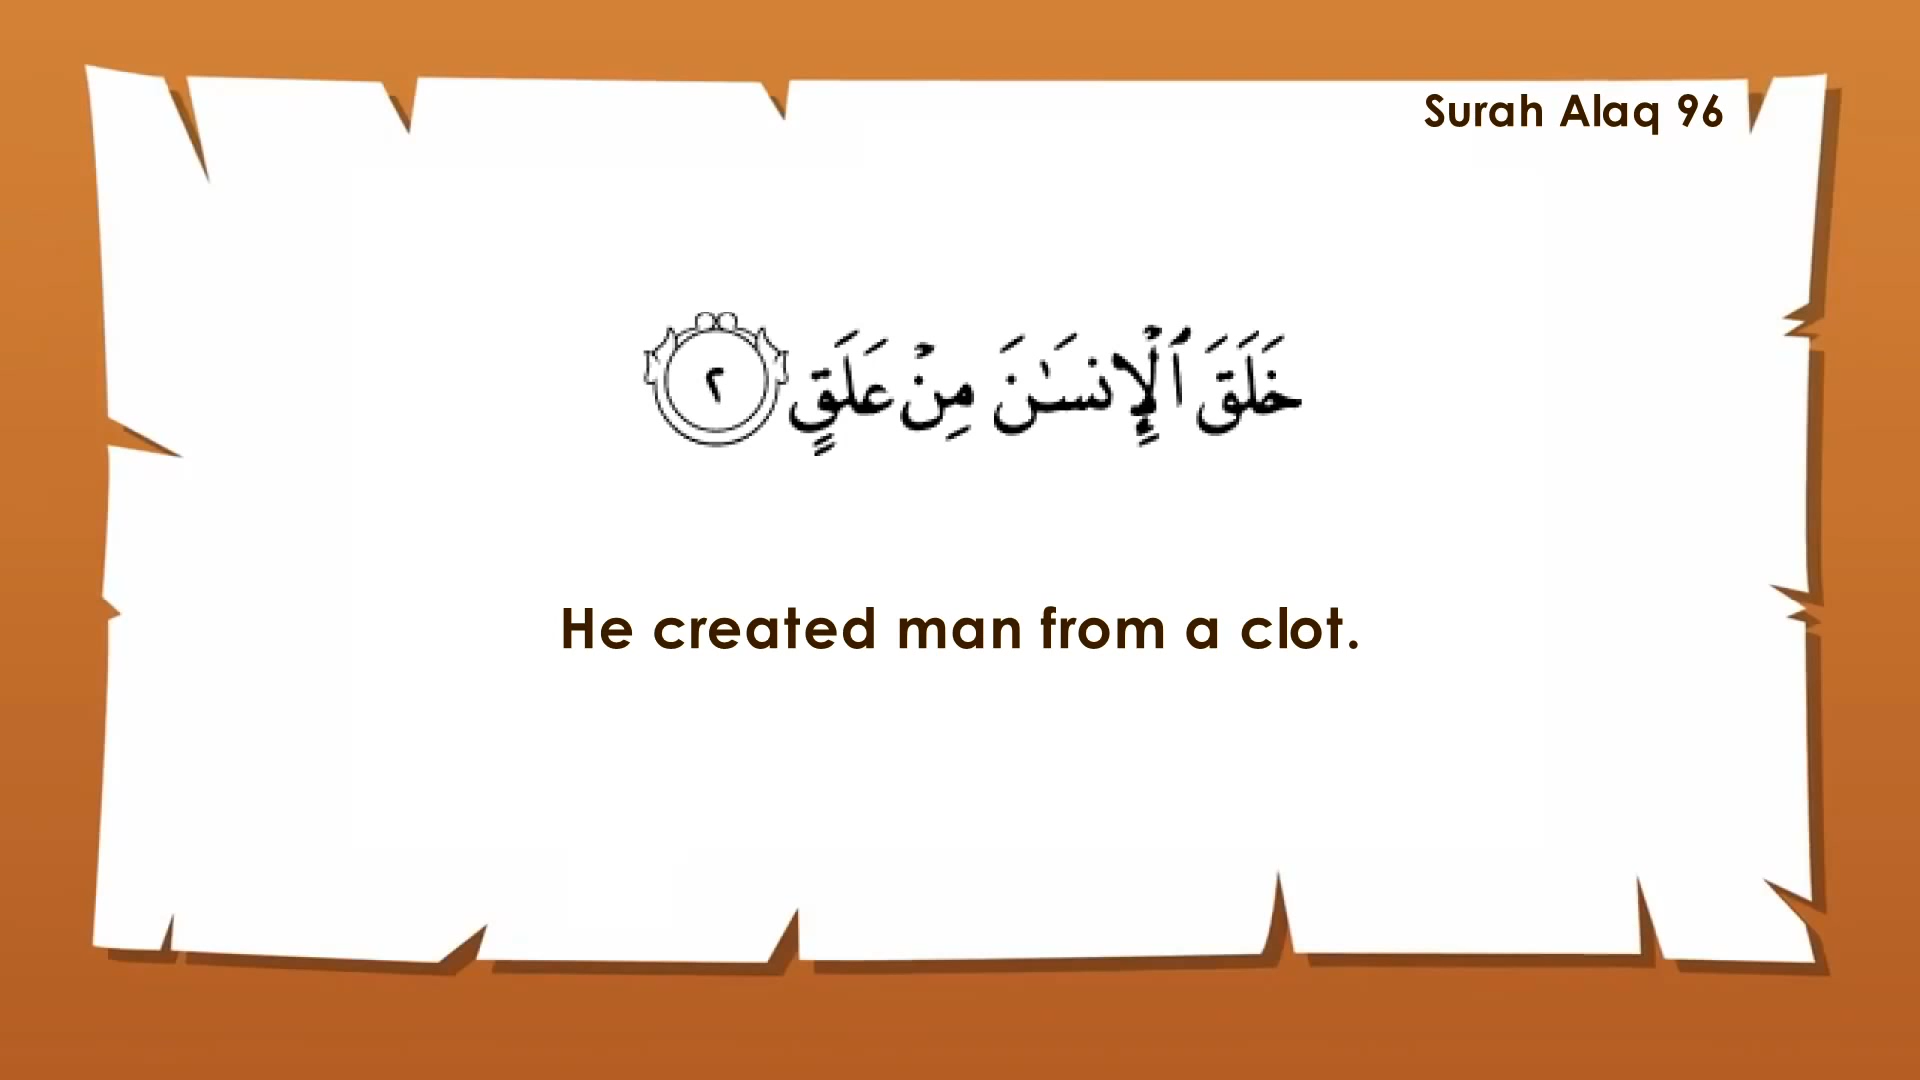 Surah Alaq 96
خَلَقَ ٱلْإِنسَـٰنَ مِنْ عَلَقٍ ٢
He created man from a clot.